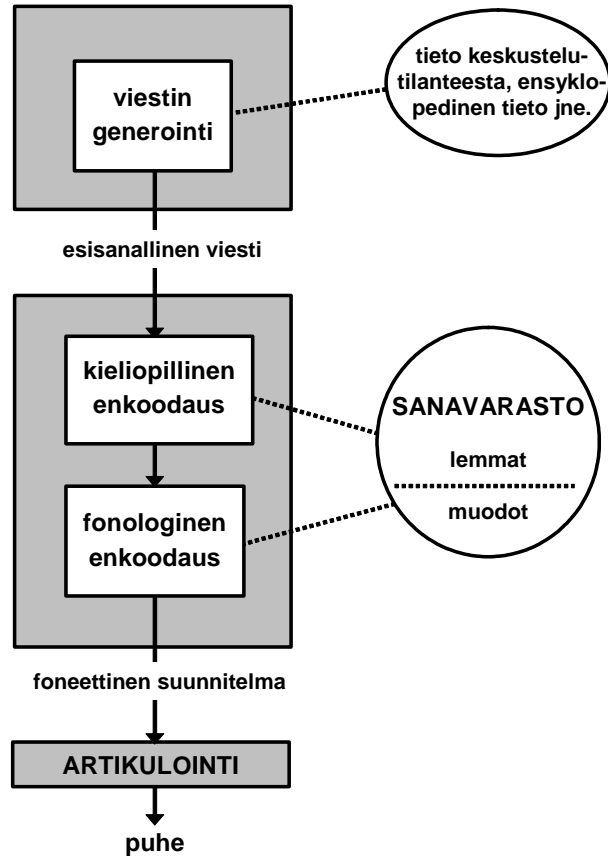 viestin
generointi
tieto keskustelu-
tilanteesta, ensyklo-
pedinen tieto jne.
esisanallinen viesti
kieliopillinen
enkoodaus
SANAVARASTO
lemmat
muodot
fonologinen
enkoodaus
foneettinen suunnitelma
ARTIKULOINTI
puhe